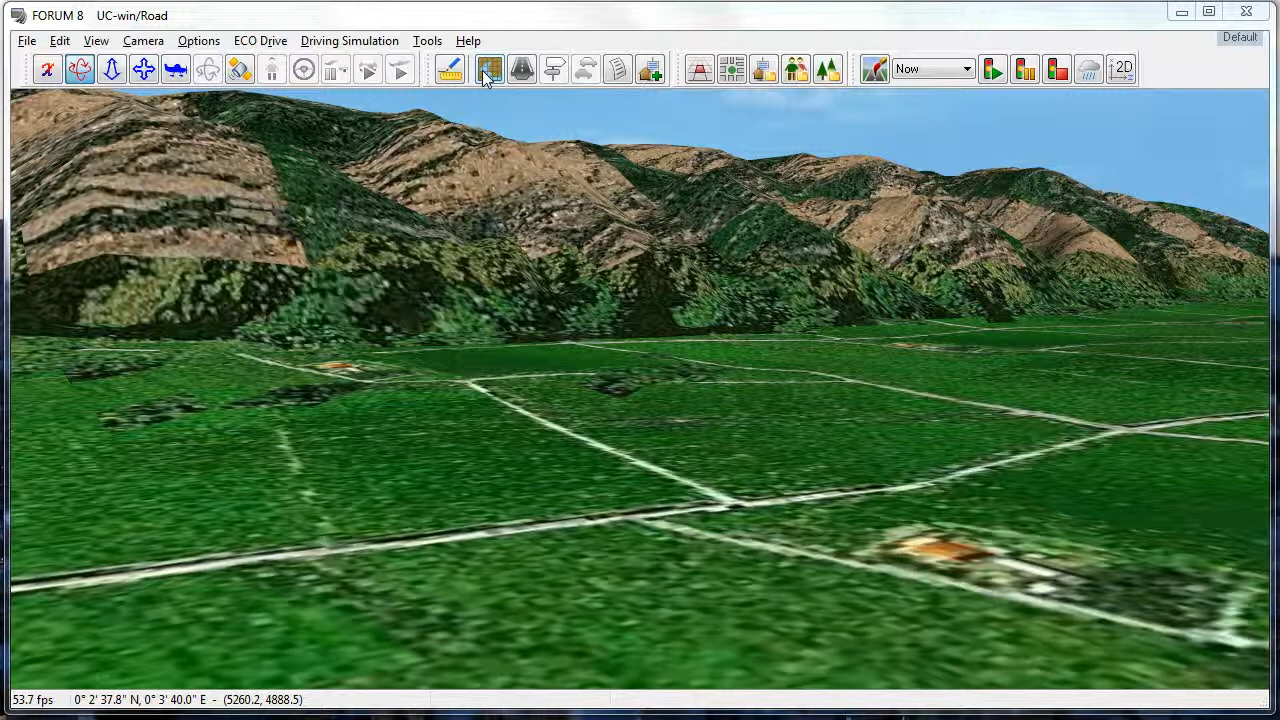 FORUM 8 UC-win/Road
File Edit View Camera Options ECO Drive Driving Simulation Tools Help
Default
Now
2D
53.7 fps 0° 2' 37.8" N, 0° 3' 40.0" E - (5260.2, 4888.5)